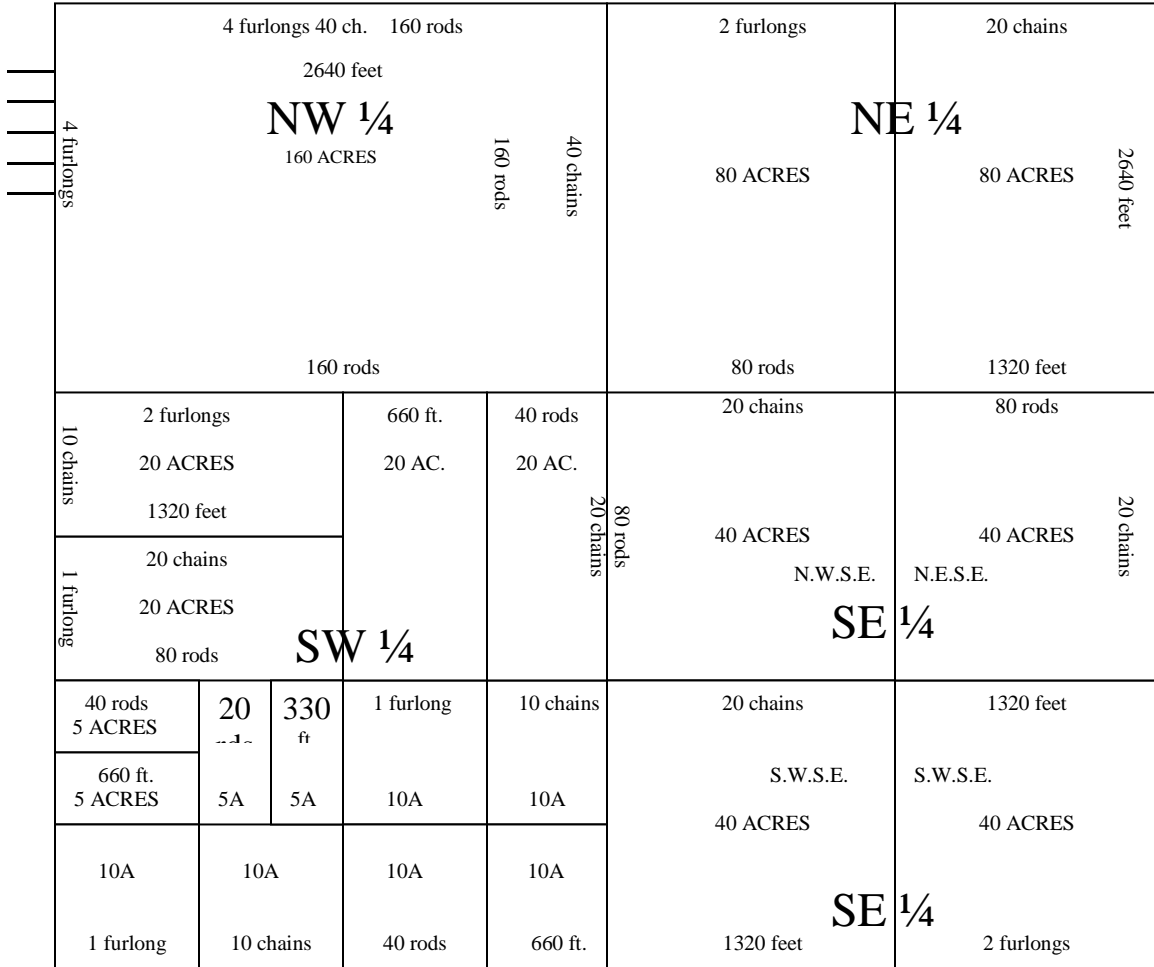 4 furlongs 40 ch. 160 rods
2640 feet
NW ¼
160 ACRES
4 furlongs
160 rods
40 chains
160 rods
2 furlongs
20 chains
NE ¼
80 ACRES
80 ACRES
2640 feet
80 rods
1320 feet
2 furlongs
10 chains
20 ACRES
1320 feet
660 ft.
20 AC.
40 rods
20 AC.
20 chains
20 chains
1 furlong
20 ACRES
80 rods
SW ¼
20 chains
80 rods
80 rods
40 ACRES
40 ACRES
20 chains
N.W.S.E.
N.E.S.E.
SE ¼
40 rods
5 ACRES
660 ft.
5 ACRES
20
5A
330
ft
5A
1 furlong
10A
10 chains
10A
20 chains
1320 feet
S.W.S.E.
S.W.S.E.
40 ACRES
40 ACRES
10A
10A
10A
10A
1 furlong
10 chains
40 rods
660 ft.
SE ¼
1320 feet
2 furlongs